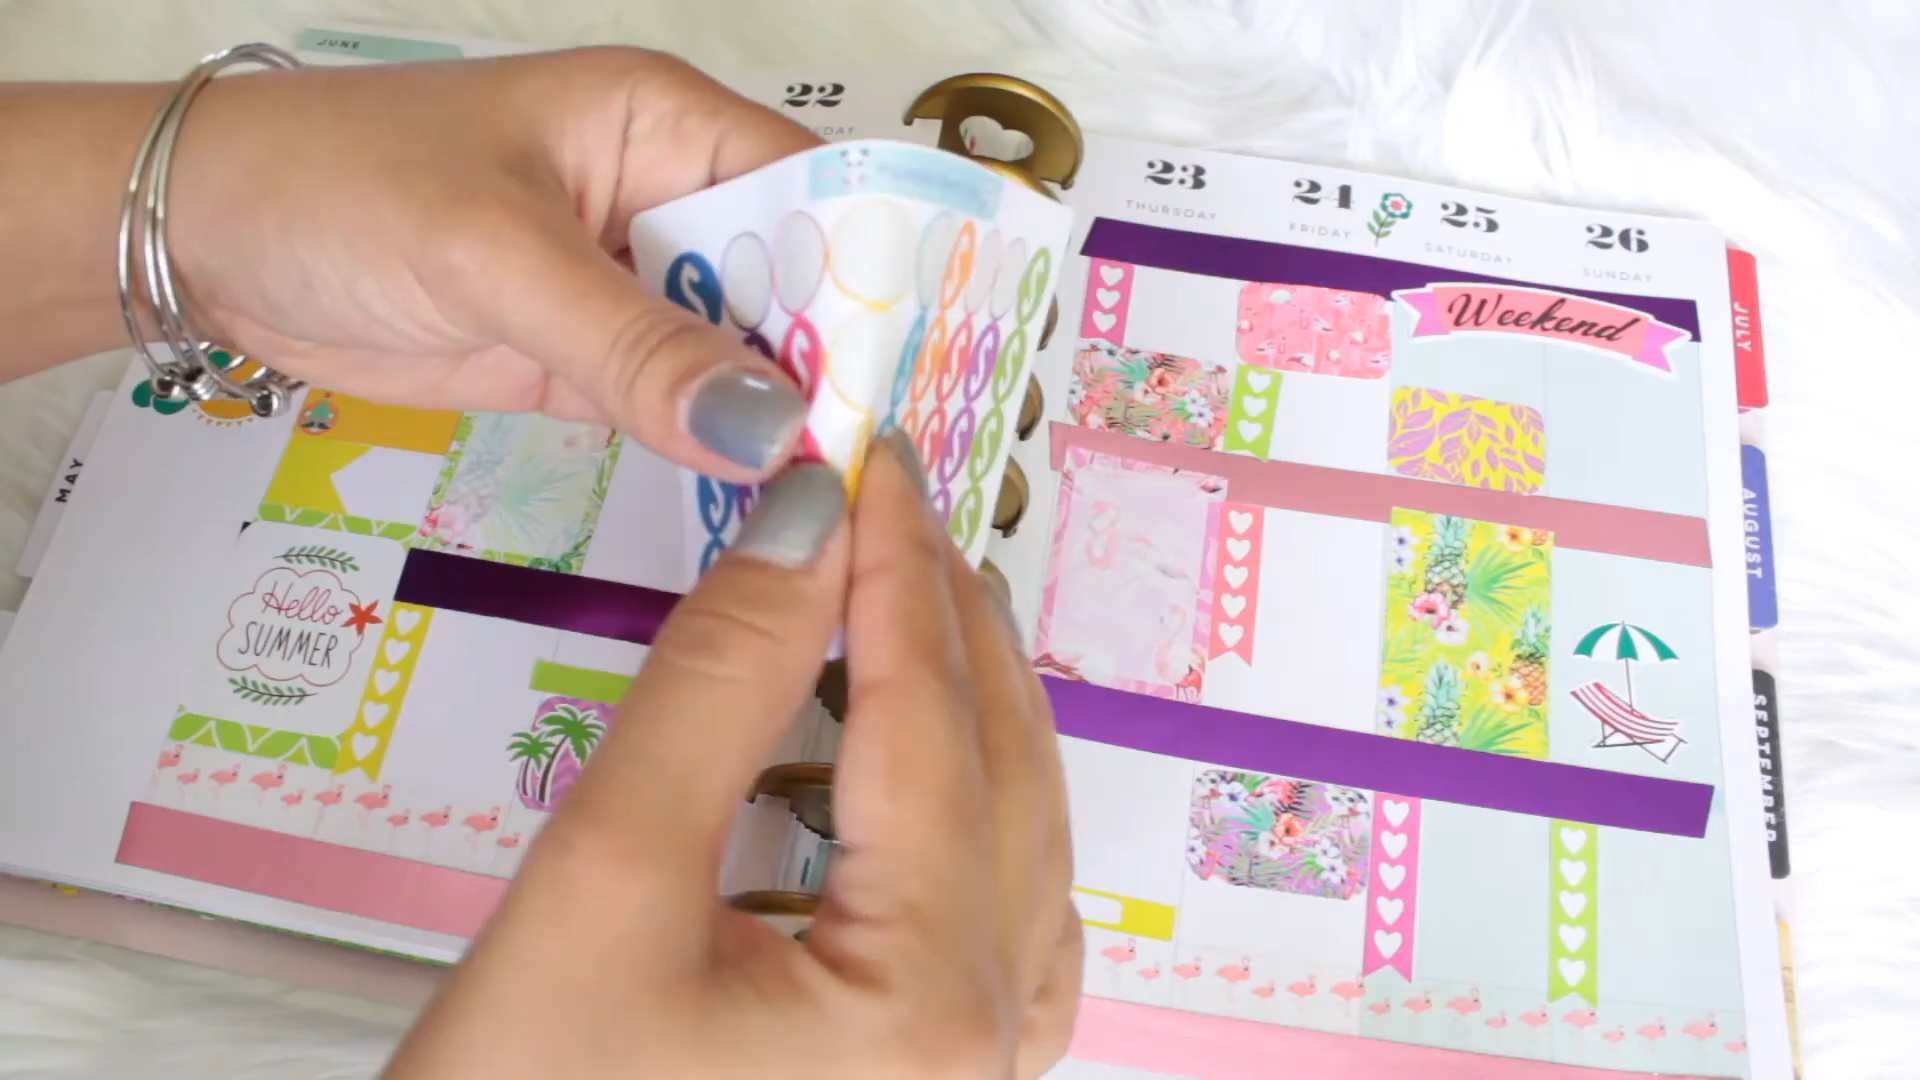 JUNE
22
23
THURSDAY
24
FRIDAY
25
SATURDAY
26
SUNDAY
Weekend
JULY
AUGUST
SEPTEMBER
MAY
Hello
SUMMER